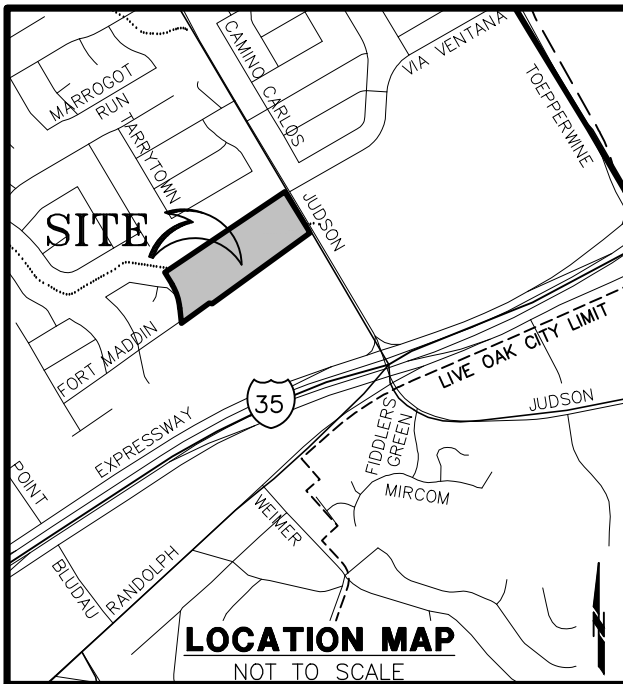 MARROGOT
RUN
TARRYTOWN
CAMINO CARLOS
VIA VENTANA
TOEPPERWINE
JUDSON
SITE
FORT MADDIN
LIVE OAK CITY LIMIT
35
EXPRESSWAY
JUDSON
FIDDLERS
GREEN
MIRCOM
POINT
WEIMER
RANDOLPH
BLUDAU
N
LOCATION MAP
NOT TO SCALE